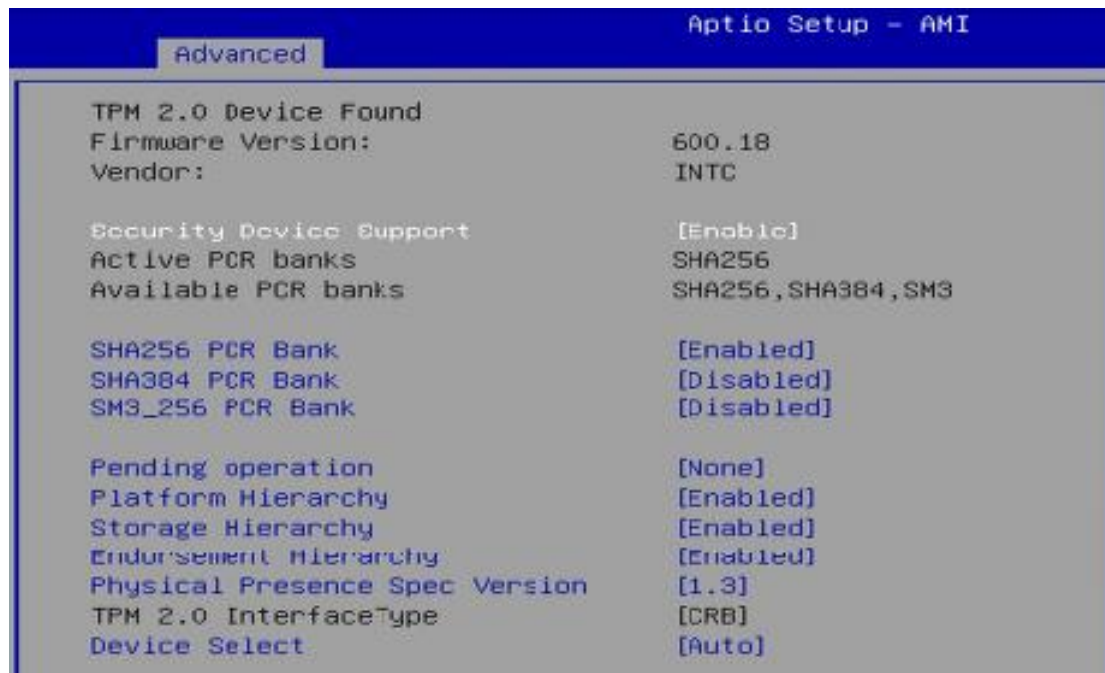 Aptio Setup – AMI
Advanced
TPM 2.0 Device Found
Firmware Version: 600.18
Vendor: INTC
Security Device Support [Enable]
Active PCR banks SHA256
Available PCR banks SHA256,SHA384,SM3
SHA256 PCR Bank [Enabled]
SHA384 PCR Bank [Disabled]
SM3_256 PCR Bank [Disabled]
Pending operation [None]
Platform Hierarchy [Enabled]
Storage Hierarchy [Enabled]
Endorsement Hierarchy [Enabled]
Physical Presence Spec Version [1.3]
TPM 2.0 InterfaceType [CRB]
Device Select [Auto]